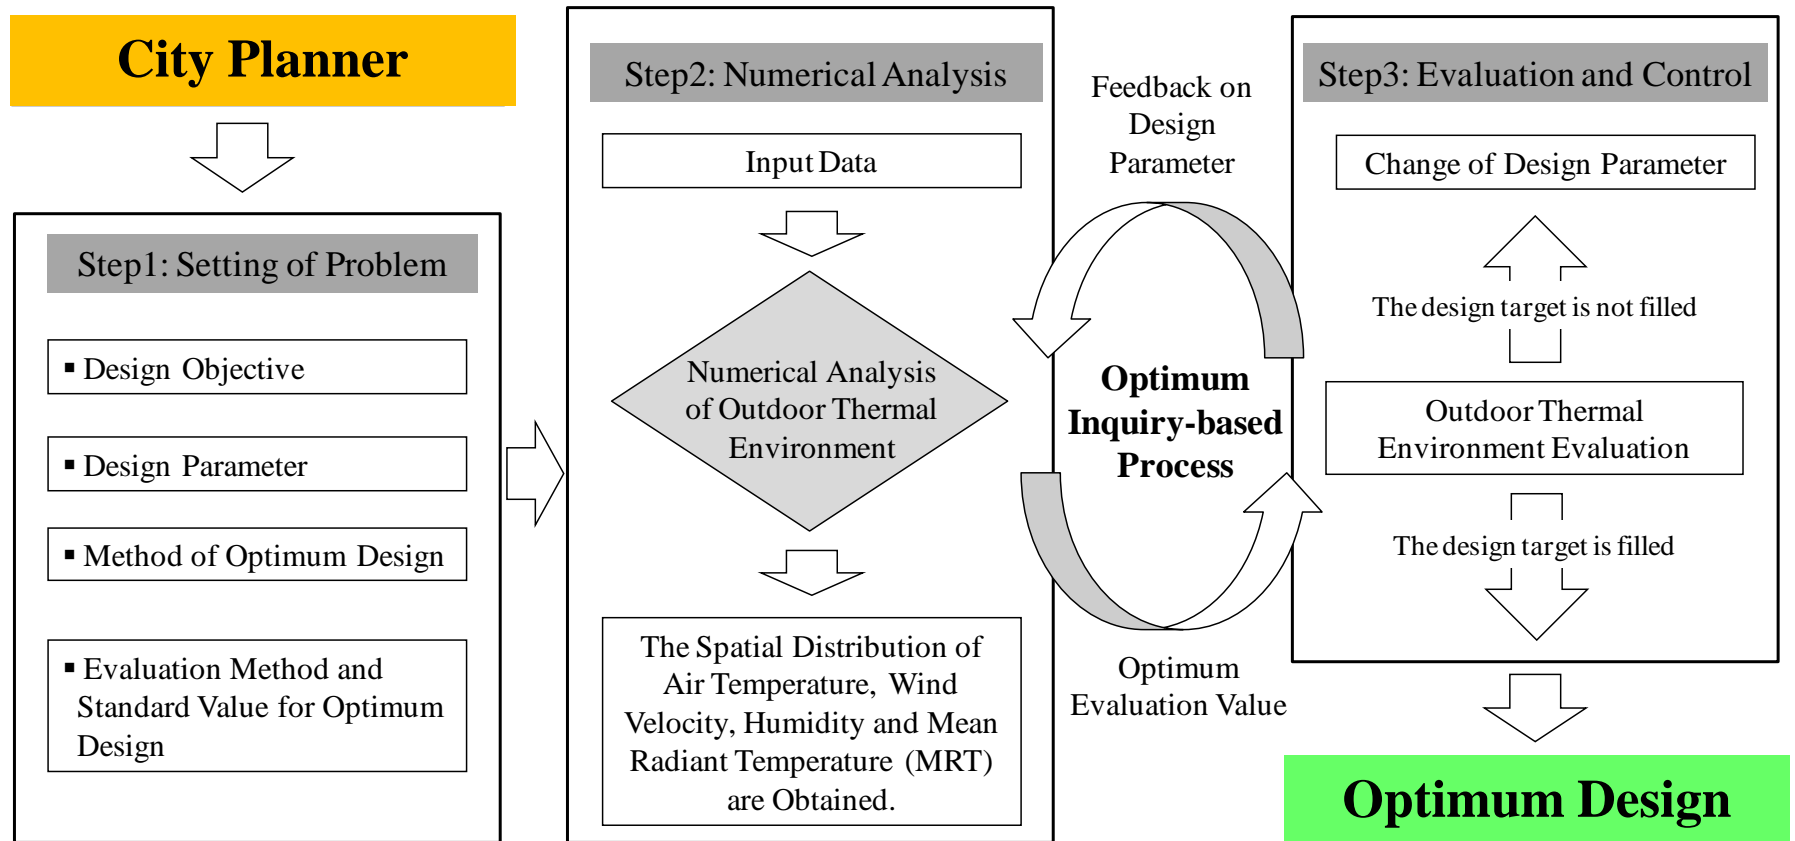 City Planner
Step1: Setting of Problem
▪ Design Objective
▪ Design Parameter
▪ Method of Optimum Design
▪ Evaluation Method and
Standard Value for Optimum
Design
Step2: Numerical Analysis
Input Data
Numerical Analysis
of Outdoor Thermal
Environment
The Spatial Distribution of
Air Temperature, Wind
Velocity, Humidity and Mean
Radiant Temperature (MRT)
are Obtained.
Feedback on
Design
Parameter
Optimum
Inquiry-based
Process
Optimum
Evaluation Value
Step3: Evaluation and Control
Change of Design Parameter
The design target is not filled
Outdoor Thermal
Environment Evaluation
The design target is filled
Optimum Design